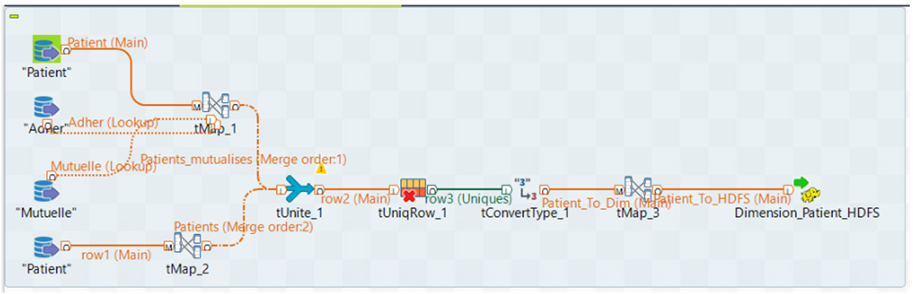 Patient (Main)
"Patient"
Adher (Lookup)
"Adher"
tMap_1
Mutuelle (Lookup)
Patients_mutualises (Merge order:1)
"Mutuelle"
Patients (Merge order:2)
tUnite_1
row2 (Main)
tUniqRow_1
row3 (Uniques)
"3"
3
tConvertType_1
Patient_To_Dim (Main)
tMap_3
Patient_To_HDFS (Main)
Dimension_Patient_HDFS
"Patient"
row1 (Main)
tMap_2